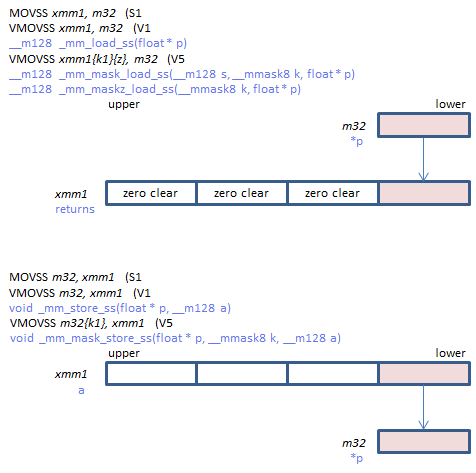 MOVSS xmm1, m32 (S1
VMOVSS xmm1, m32 (V1
__m128 _mm_load_ss(float * p)
VMOVSS xmm1{k1}{z}, m32 (V5
__m128 _mm_mask_load_ss(__m128 s, __mmask8 k, float * p)
__m128 _mm_maskz_load_ss(__mmask8 k, float * p)
upper lower
m32
*p
xmm1 zero clear zero clear zero clear
returns
MOVSS m32, xmm1 (S1
VMOVSS m32, xmm1 (V1
void _mm_store_ss(float * p, __m128 a)
VMOVSS m32{k1}, xmm1 (V5
void _mm_mask_store_ss(float * p, __mmask8 k, __m128 a)
upper lower
xmm1
a
m32
*p